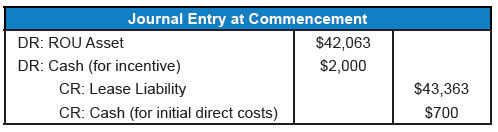 Journal Entry at Commencement
DR: ROU Asset $42,063
DR: Cash (for incentive) $2,000
CR: Lease Liability $43,363
CR: Cash (for initial direct costs) $700